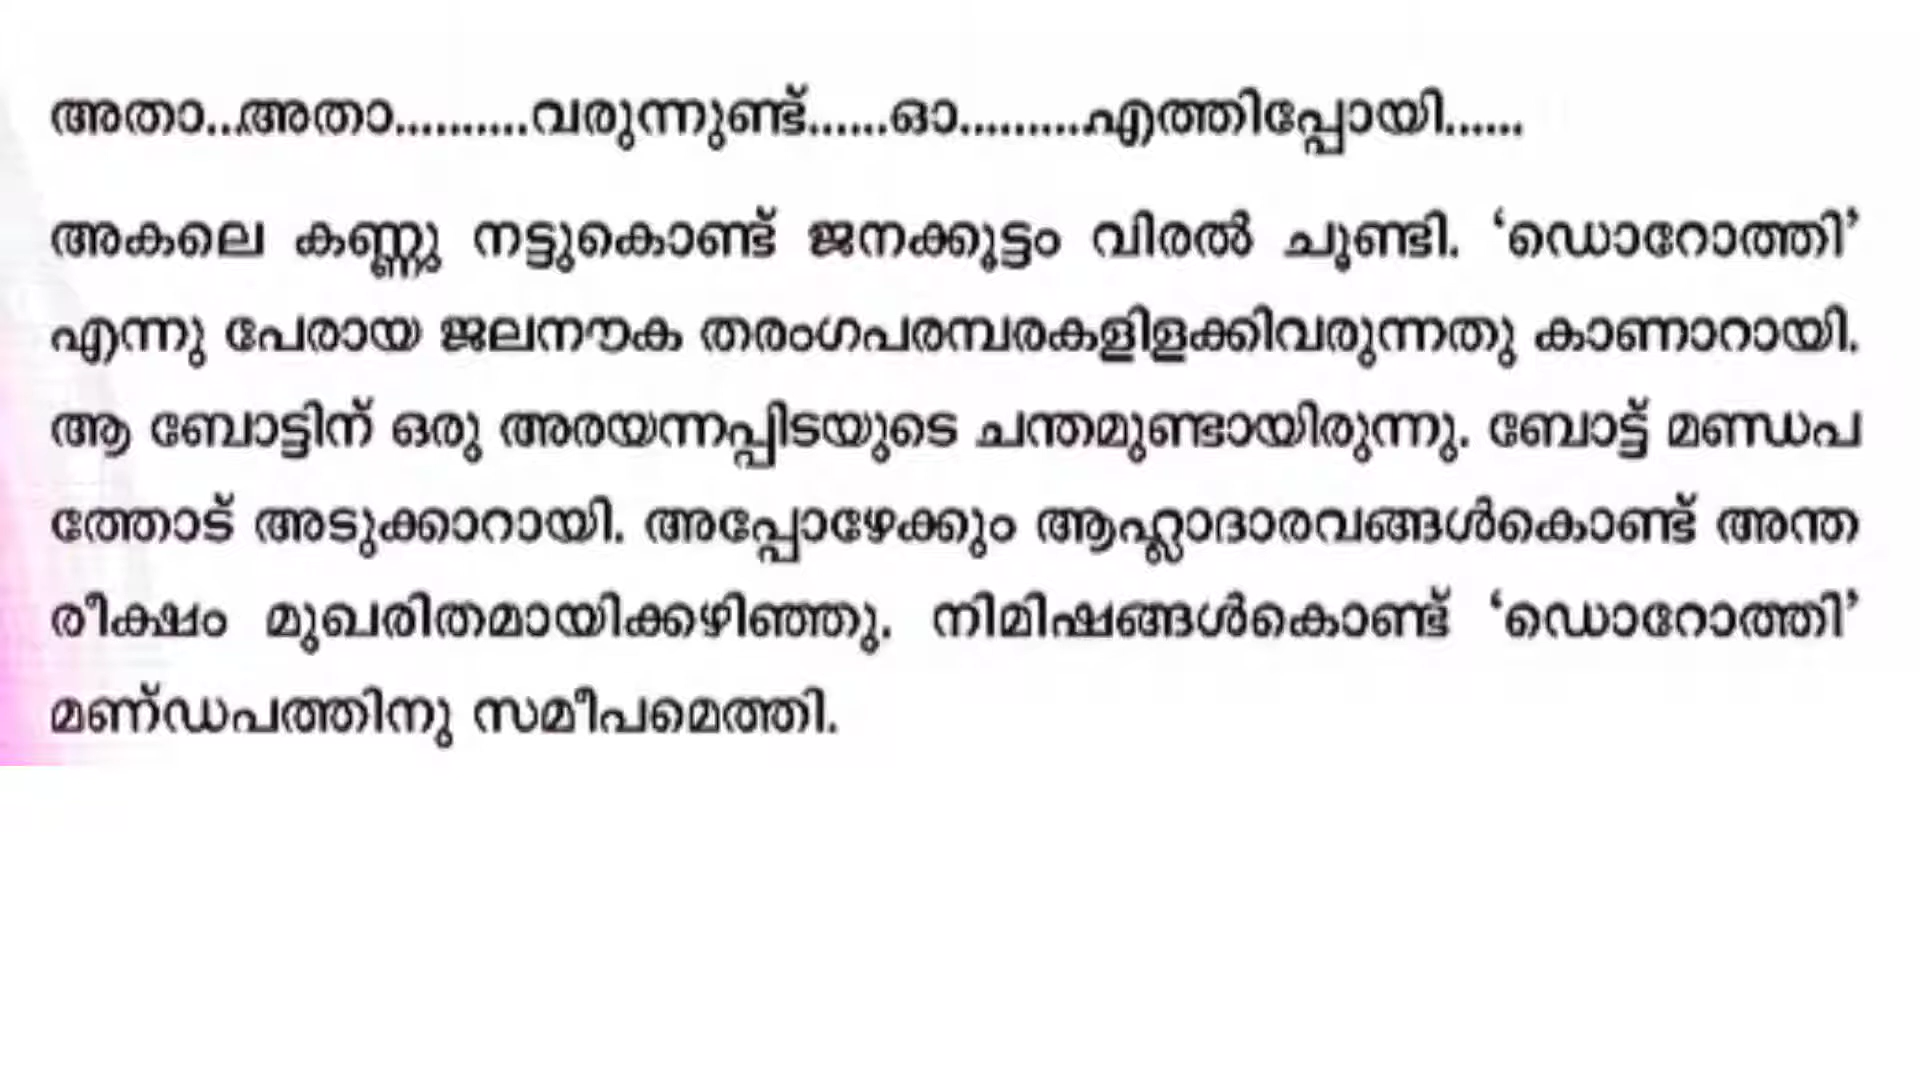 അതാ...അതാ..........വരുന്നുണ്ട്......ഓ.........എത്തിപ്പോയി......
അകലെ കണ്ണു നട്ടുകൊണ്ട് ജനക്കൂട്ടം വിരൽ ചൂണ്ടി. ‘ഡൊറോത്തി’
എന്നു പേരായ ജലനൗക തരംഗപരമ്പരകളിളക്കിവരുന്നതു കാണാറായി.
ആ ബോട്ടിന് ഒരു അരയന്നപ്പിടയുടെ ചന്തമുണ്ടായിരുന്നു. ബോട്ട് മണ്ഡപ
ത്തോട് അടുക്കാറായി. അപ്പോഴേക്കും ആഹ്ലാദാരവങ്ങൾകൊണ്ട് അന്ത
രീക്ഷം മുഖരിതമായിക്കഴിഞ്ഞു. നിമിഷങ്ങൾകൊണ്ട് ‘ഡൊറോത്തി’
മണ്ഡപത്തിനു സമീപമെത്തി.